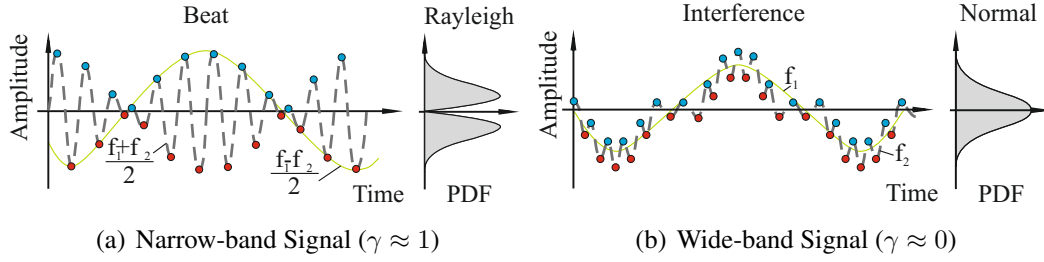 Beat
Rayleigh
Interference
Normal
Amplitude
f₁+f₂
2
f₁-f₂
2
Time
PDF
Amplitude
f₁
f₂
Time
PDF
(a) Narrow-band Signal (γ ≈ 1)
(b) Wide-band Signal (γ ≈ 0)